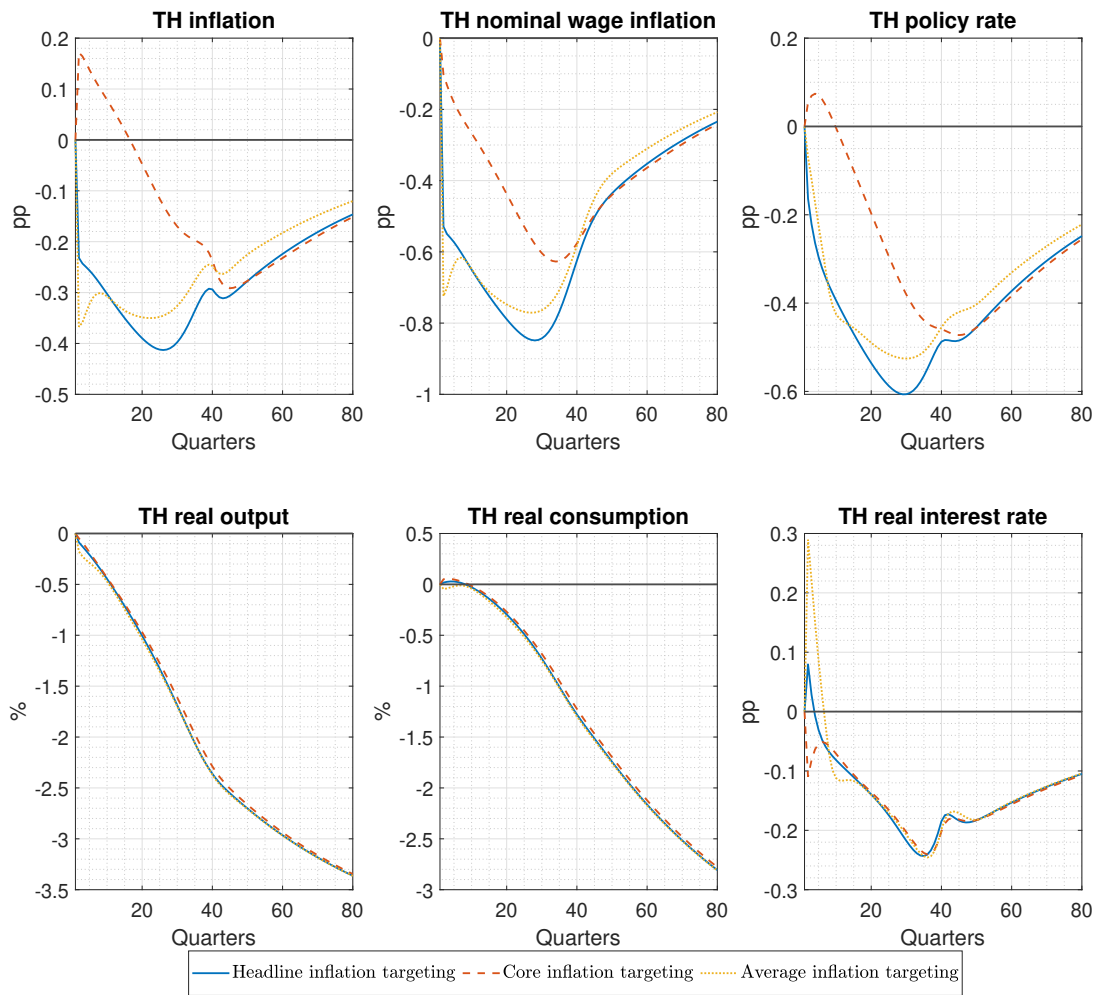 TH inflation
pp
0.2
0.1
0
-0.1
-0.2
-0.3
-0.4
-0.5
20 40 60 80
Quarters
TH nominal wage inflation
pp
0
-0.2
-0.4
-0.6
-0.8
-1
20 40 60 80
Quarters
TH policy rate
pp
0.2
0
-0.2
-0.4
-0.6
20 40 60 80
Quarters
TH real output
%
0
-0.5
-1
-1.5
-2
-2.5
-3
-3.5
20 40 60 80
Quarters
TH real consumption
%
0.5
0
-0.5
-1
-1.5
-2
-2.5
-3
20 40 60 80
Quarters
TH real interest rate
pp
0.3
0.2
0.1
0
-0.1
-0.2
-0.3
20 40 60 80
Quarters
Headline inflation targeting Core inflation targeting Average inflation targeting